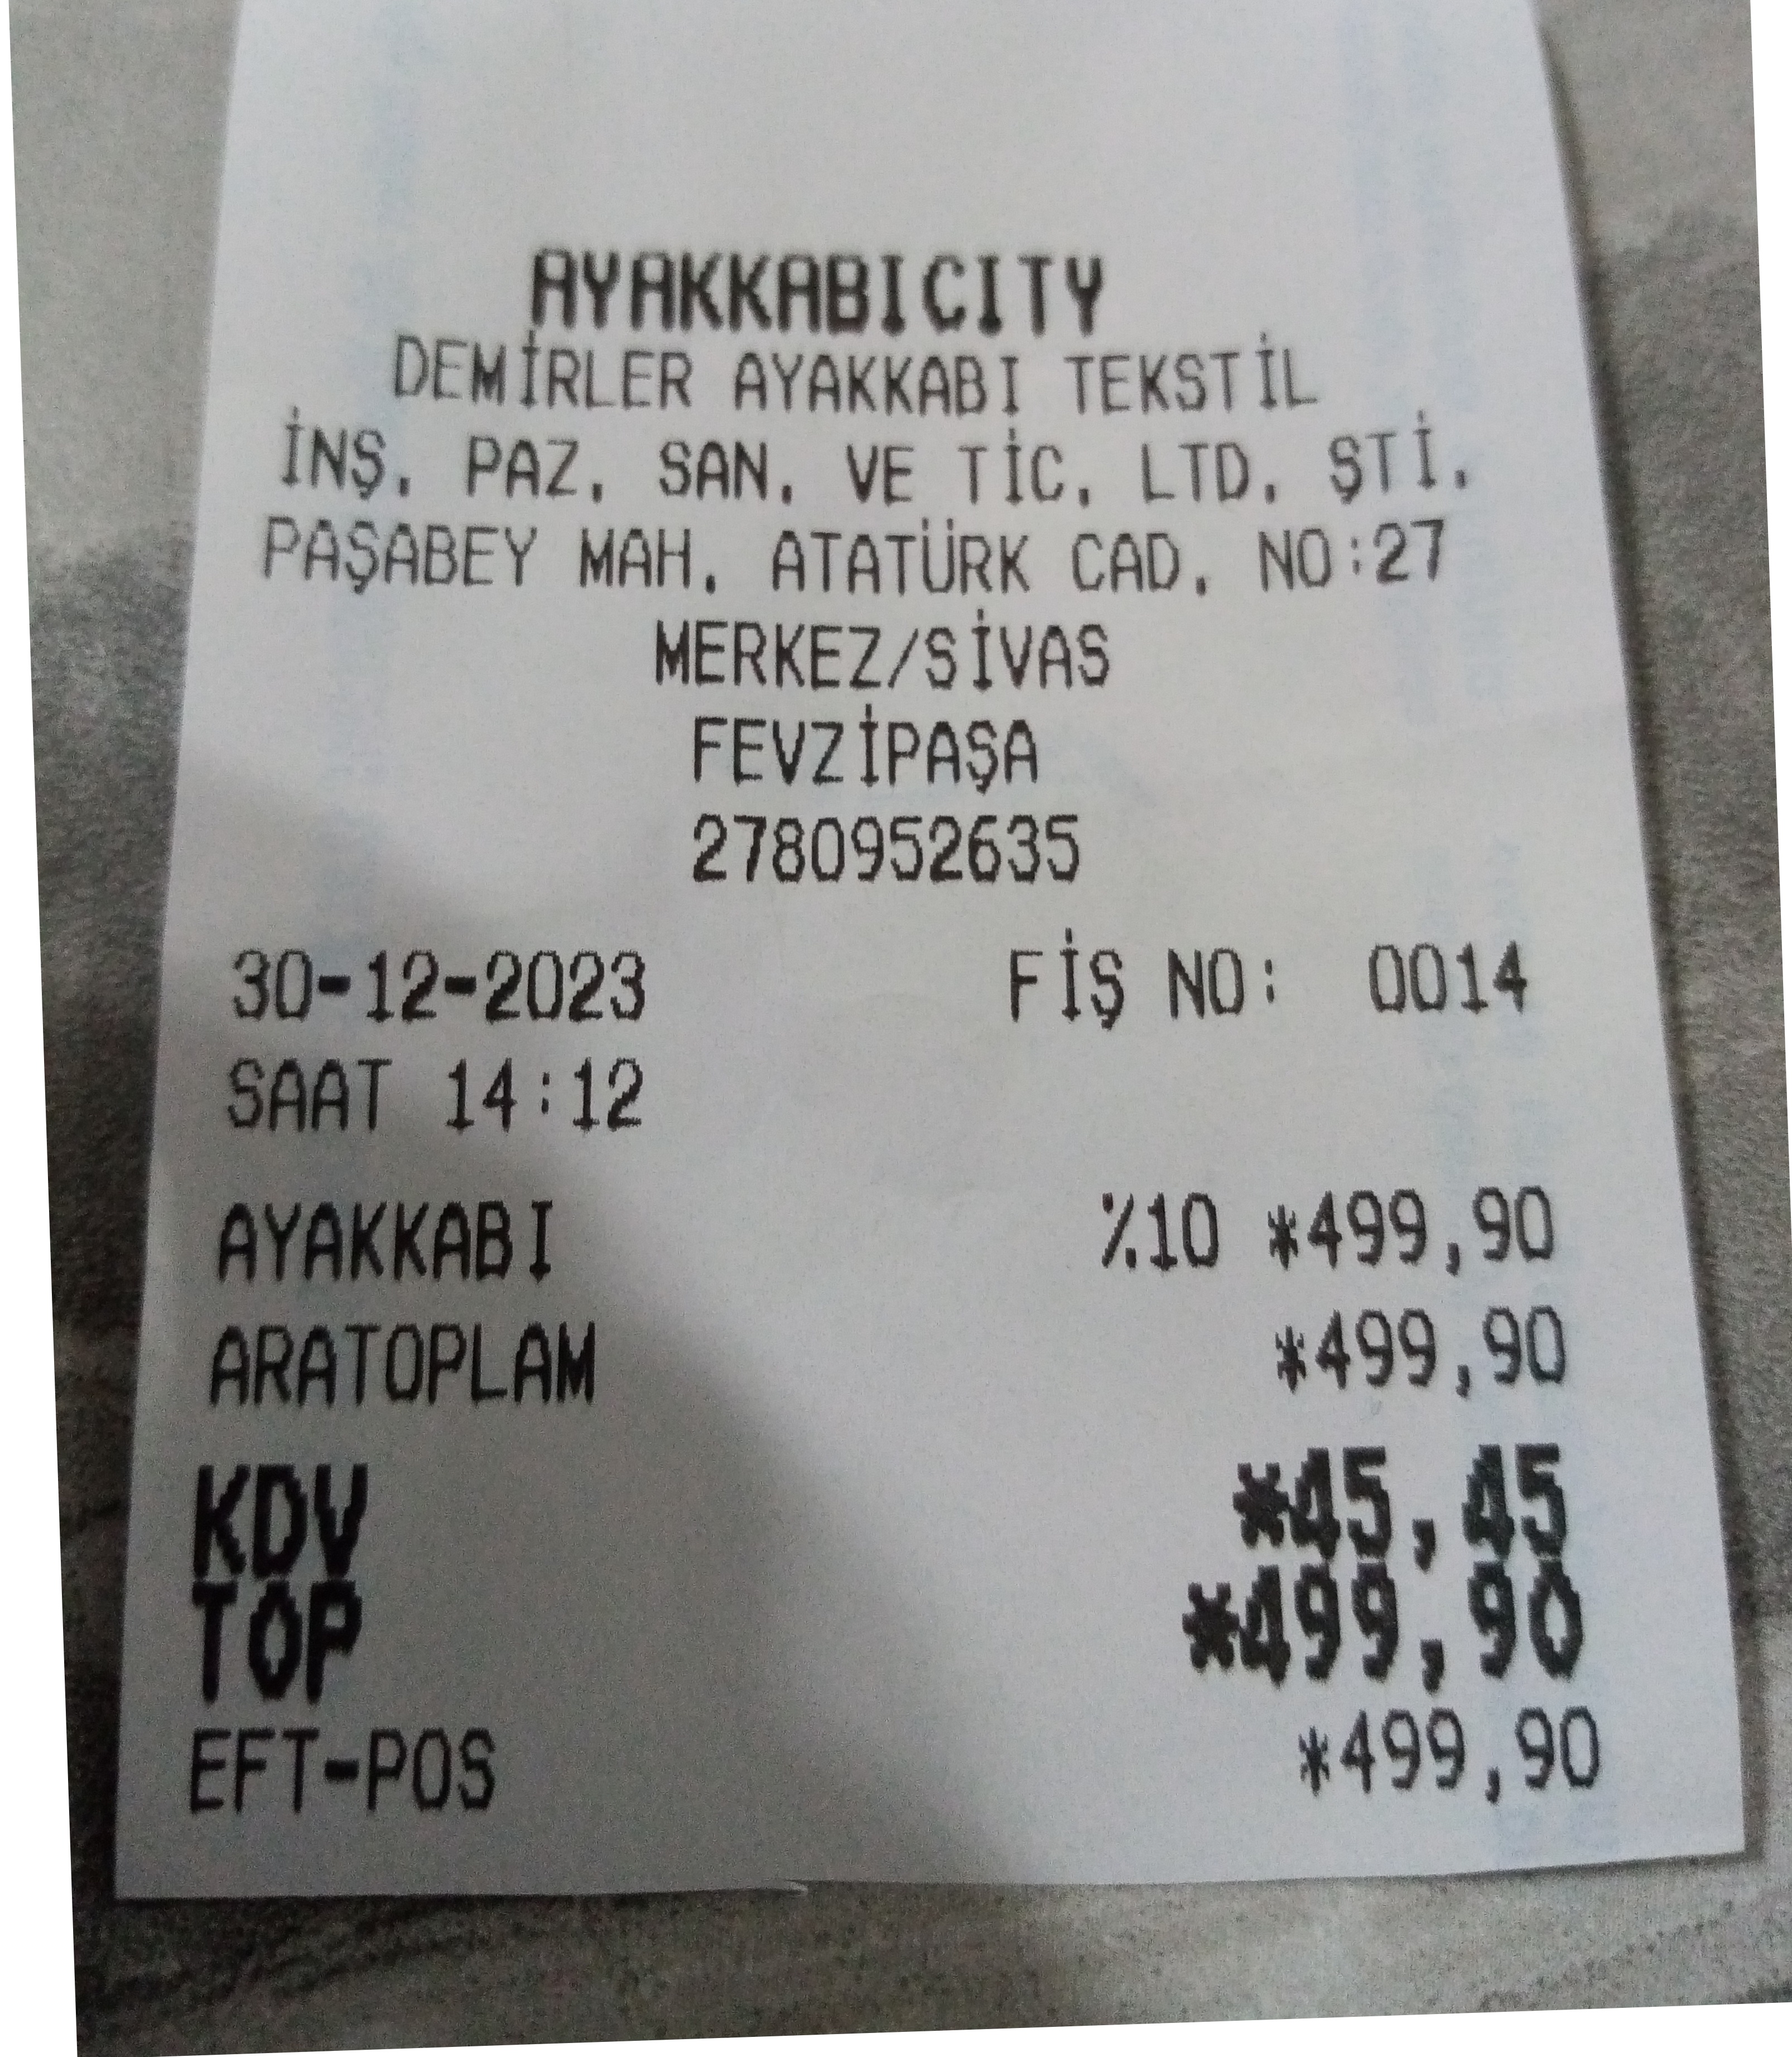 AYAKKABICITY
DEMİRLER AYAKKABI TEKSTİL
İNŞ. PAZ. SAN. VE TİC. LTD. ŞTİ.
PAŞABEY MAH. ATATÜRK CAD. NO:27
MERKEZ/SİVAS
FEVZİPAŞA
2780952635
30-12-2023 FİŞ NO: 0014
SAAT 14:12
AYAKKABI %10 *499,90
ARATOPLAM *499,90
KDV *45,45
TOP *499,90
EFT-POS *499,90